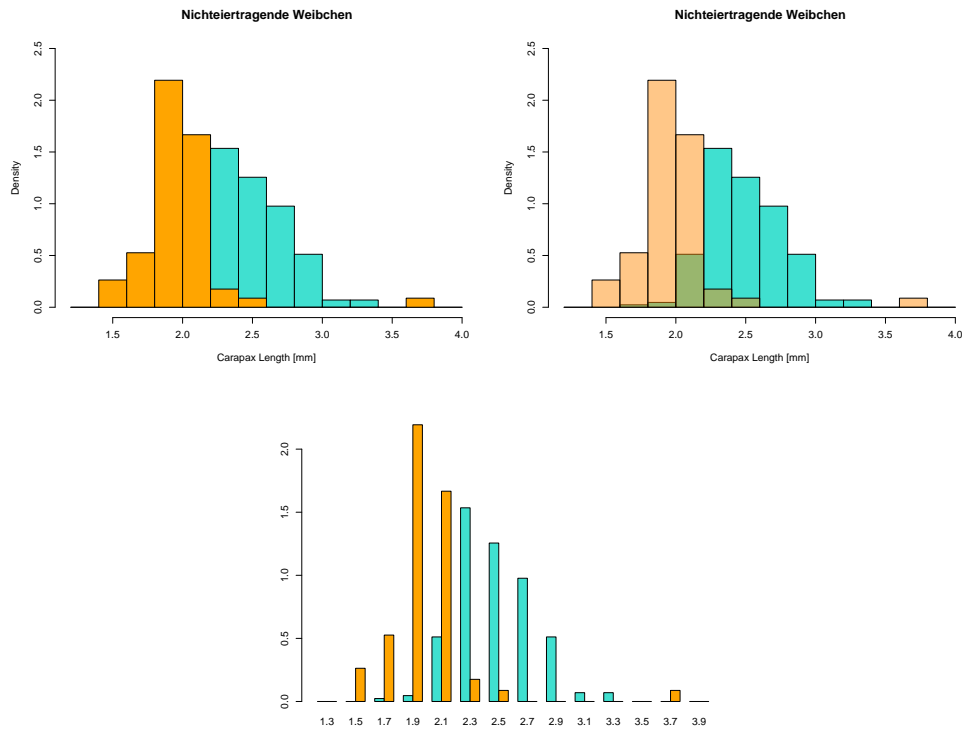 Nichteiertragende Weibchen
Density
0.0 0.5 1.0 1.5 2.0 2.5
1.5 2.0 2.5 3.0 3.5 4.0
Carapax Length [mm]
Nichteiertragende Weibchen
Density
0.0 0.5 1.0 1.5 2.0 2.5
1.5 2.0 2.5 3.0 3.5 4.0
Carapax Length [mm]
0.0 0.5 1.0 1.5 2.0
1.3 1.5 1.7 1.9 2.1 2.3 2.5 2.7 2.9 3.1 3.3 3.5 3.7 3.9